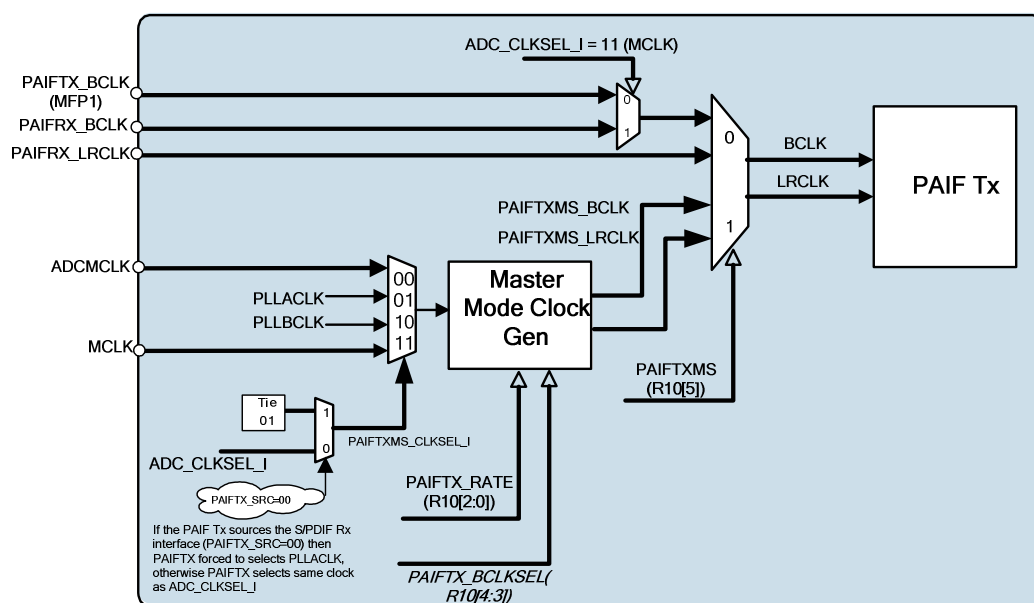 ADC_CLKSEL_I = 11 (MCLK)
PAIFTX_BCLK
(MFP1)
0
PAIFRX_BCLK
1
PAIFRX_LRCLK
0
BCLK
LRCLK
PAIF Tx
PAIFTXMS_BCLK
1
PAIFTXMS_LRCLK
ADCMCLK
00
PLLACLK
01
PLLBCLK
10
MCLK
11
Master
Mode Clock
Gen
PAIFTXMS
(R10[5])
Tie
01
1
0
PAIFTXMS_CLKSEL_I
ADC_CLKSEL_I
PAIFTX_SRC=00
PAIFTX_RATE
(R10[2:0])
If the PAIF Tx sources the S/PDIF Rx
interface (PAIFTX_SRC=00) then
PAIFTX forced to selects PLLACLK,
otherwise PAIFTX selects same clock
as ADC_CLKSEL_I
PAIFTX_BCLKSEL(
R10[4:3])